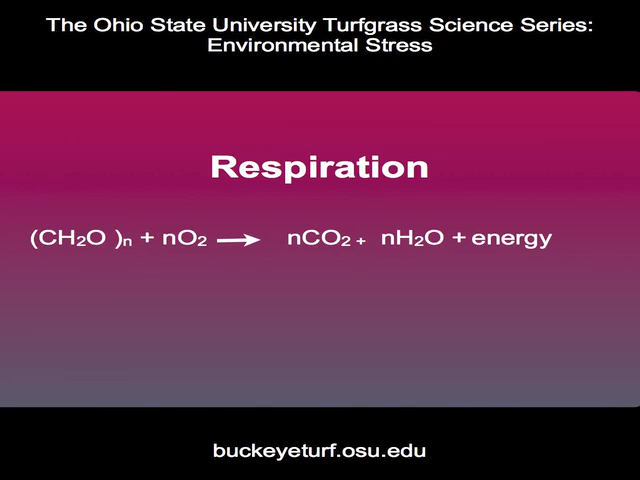 The Ohio State University Turfgrass Science Series:
Environmental Stress
Respiration
(CH₂O )ₙ + nO₂ ⟶ nCO₂ + nH₂O + energy
buckeyeturf.osu.edu